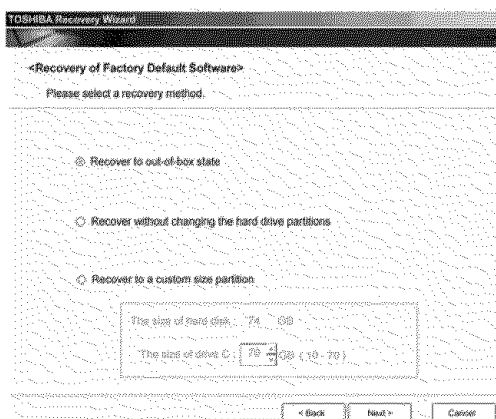 TOSHIBA Recovery Wizard
<Recovery of Factory Default Software>
Please select a recovery method.
Recover to out-of-box state
Recover without changing the hard drive partitions
Recover to a custom size partition
The size of hard disk : 74 GB
The size of drive C : 70 GB ( 10 - 70 )
< Back Next > Cancel